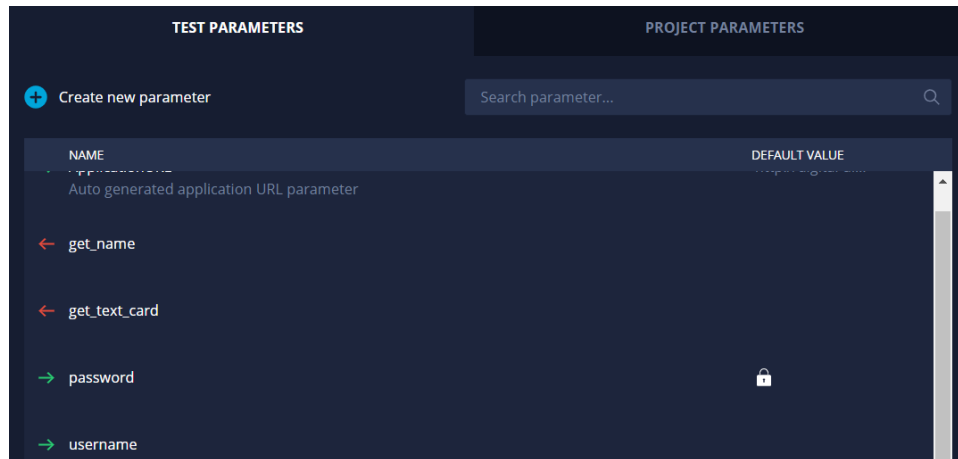 TEST PARAMETERS
PROJECT PARAMETERS
Create new parameter
Search parameter...
NAME
DEFAULT VALUE
Auto generated application URL parameter
get_name
get_text_card
password
username